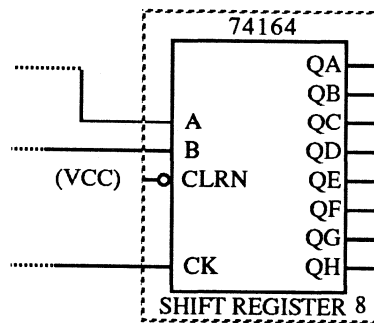 74164
QA
QB
A QC
B QD
(VCC) CLRN QE
QF
QG
CK QH
SHIFT REGISTER 8